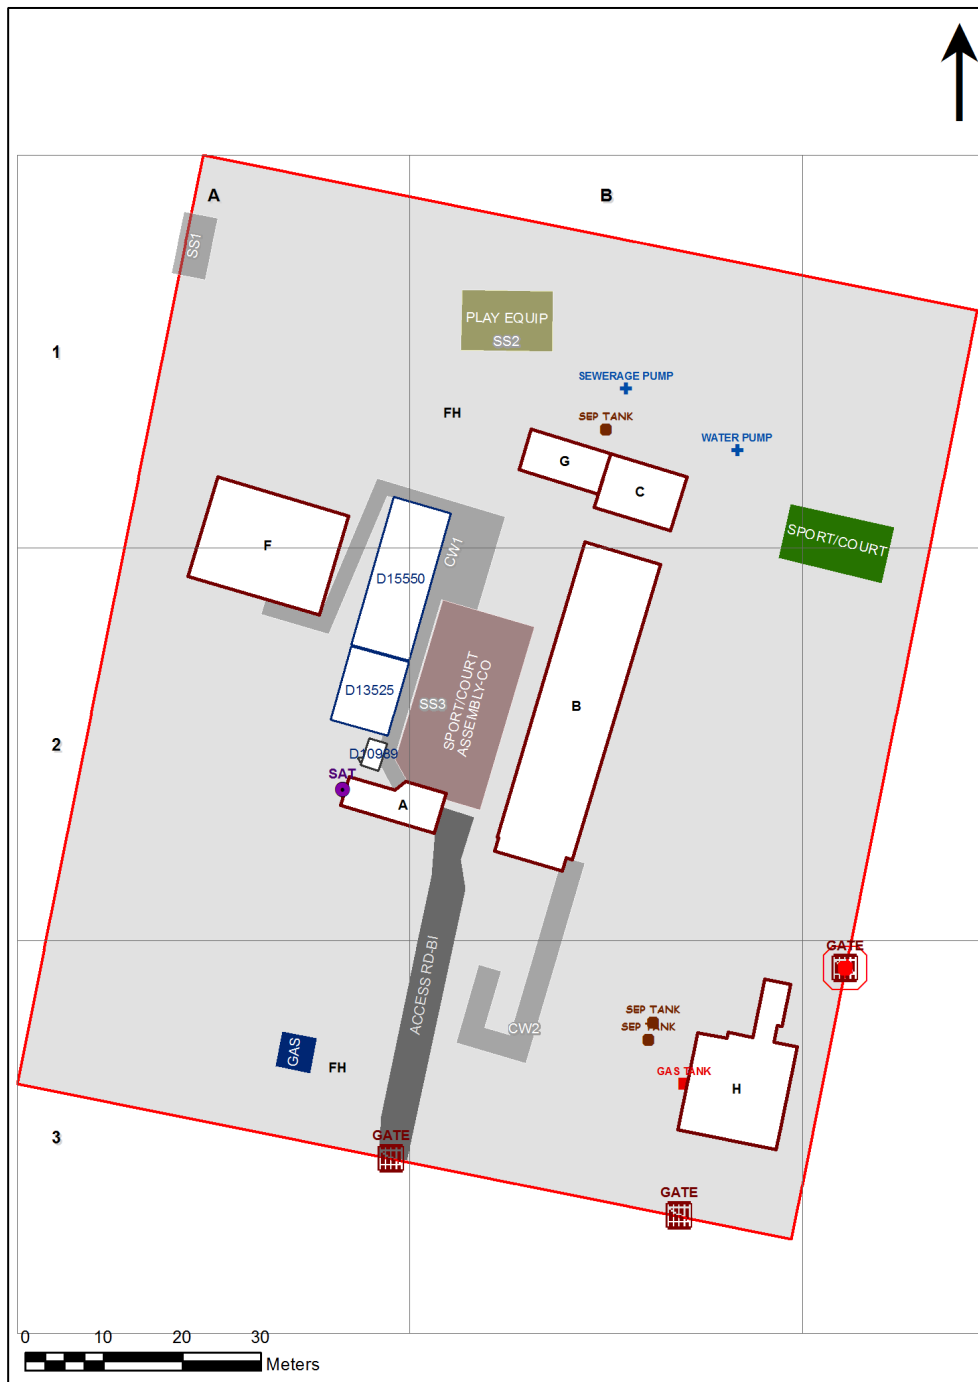 A
B
SS1
PLAY EQUIP
SS2
1
SEWERAGE PUMP
FH
SEP TANK
WATER PUMP
G
C
F
SPORT/COURT
CW1
D15550
D13525
SS3
SPORT/COURT
ASSEMBLY-CO
B
2
D10989
SAT
A
GATE
ACCESS RD-BI
SEP TANK
CW2
SEP TANK
GAS
FH
GAS TANK
H
3
GATE
GATE
0 10 20 30
Meters